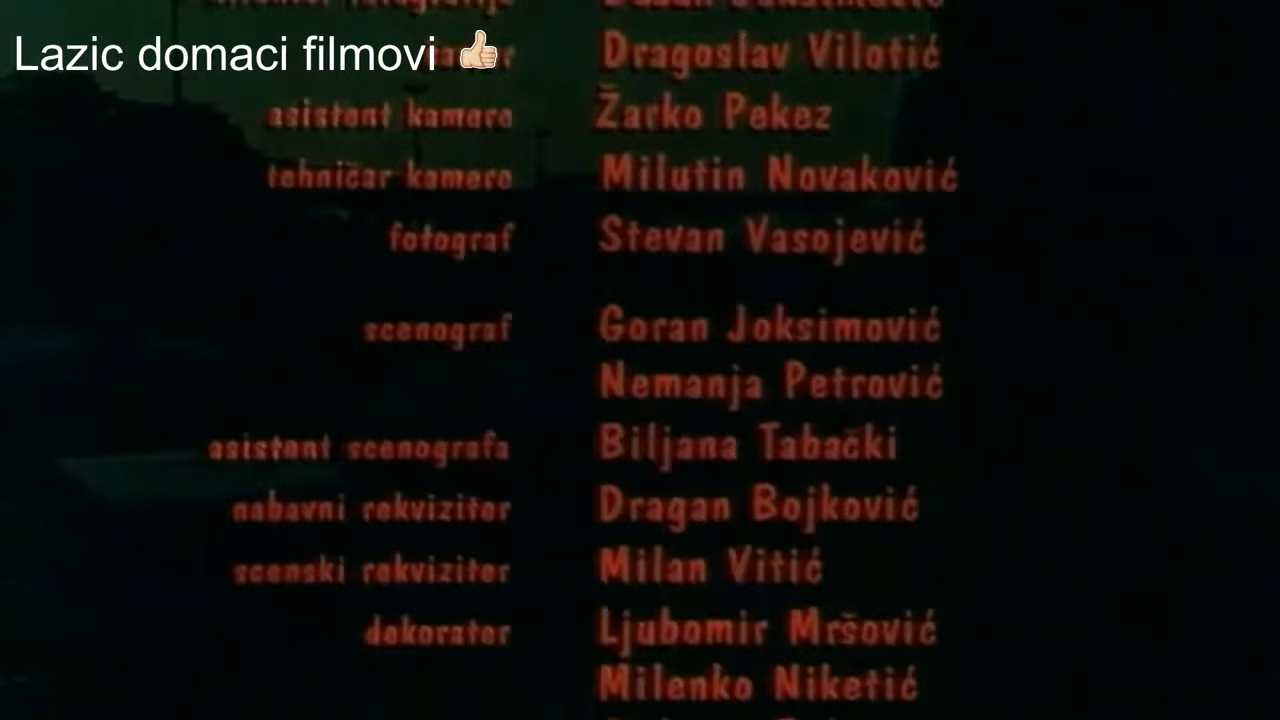 Lazic domaci filmovi 👍🏻
Dragoslav Vilotić
asistent kamere Žarko Pekez
tehničar kamere Milutin Novaković
fotograf Stevan Vasojević
scenograf Goran Joksimović
Nemanja Petrović
asistent scenografa Biljana Tabački
nabavni rekviziter Dragan Bojković
scenski rekviziter Milan Vitić
dekorater Ljubomir Mršović
Milenko Niketić